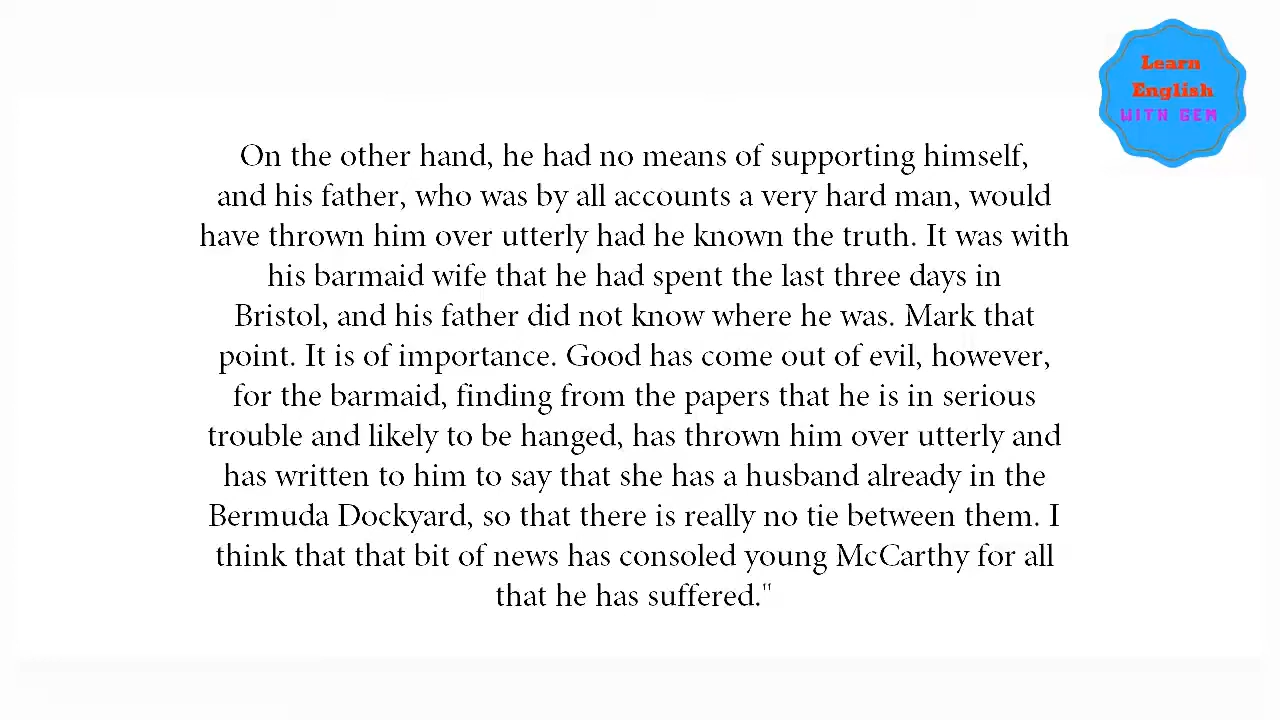 Learn
English
WITH GEM
On the other hand, he had no means of supporting himself,
and his father, who was by all accounts a very hard man, would
have thrown him over utterly had he known the truth. It was with
his barmaid wife that he had spent the last three days in
Bristol, and his father did not know where he was. Mark that
point. It is of importance. Good has come out of evil, however,
for the barmaid, finding from the papers that he is in serious
trouble and likely to be hanged, has thrown him over utterly and
has written to him to say that she has a husband already in the
Bermuda Dockyard, so that there is really no tie between them. I
think that that bit of news has consoled young McCarthy for all
that he has suffered."